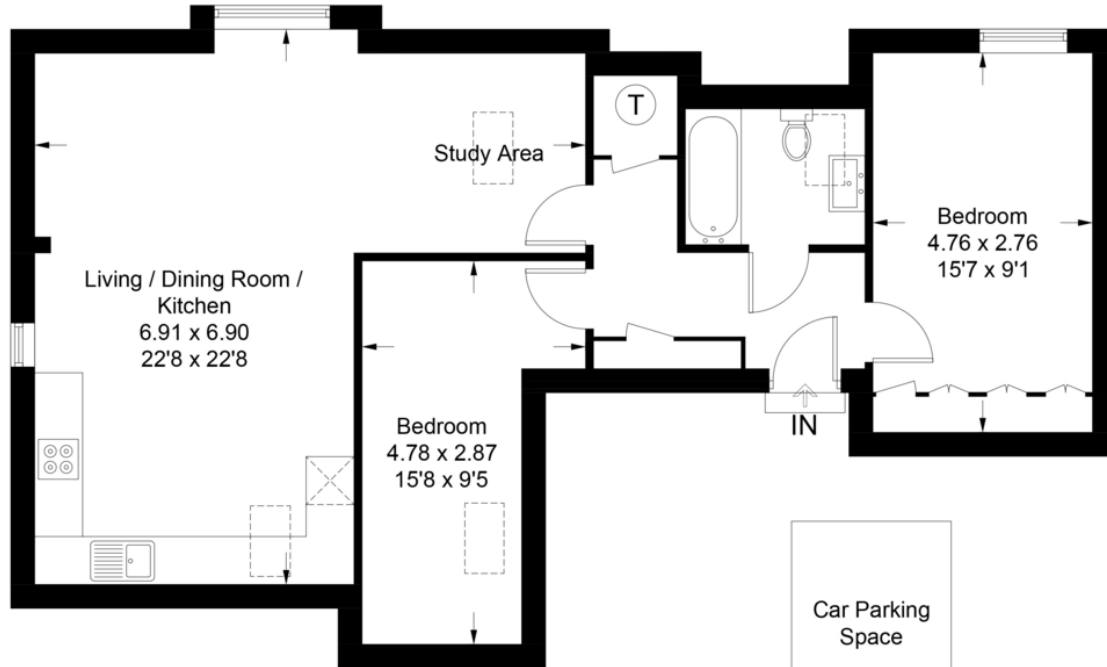 T
Study Area
Living / Dining Room /
Kitchen
6.91 x 6.90
22'8 x 22'8
Bedroom
4.76 x 2.76
15'7 x 9'1
Bedroom
4.78 x 2.87
15'8 x 9'5
IN
Car Parking
Space